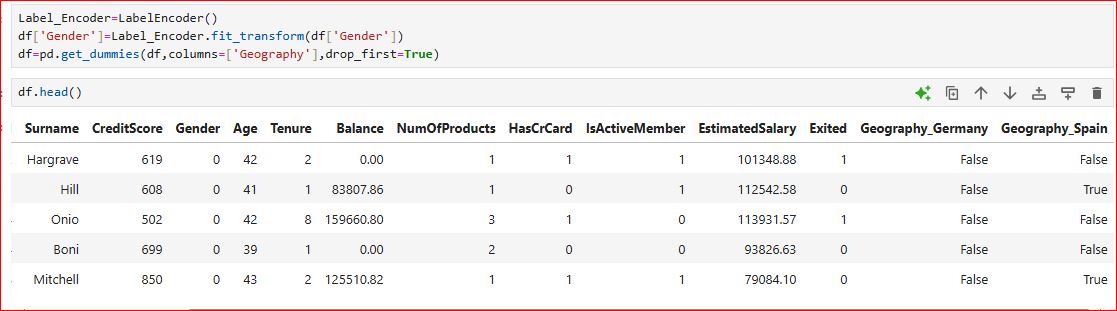 Label_Encoder=LabelEncoder()
df['Gender']=Label_Encoder.fit_transform(df['Gender'])
df=pd.get_dummies(df,columns=['Geography'],drop_first=True)
df.head()
Surname CreditScore Gender Age Tenure Balance NumOfProducts HasCrCard IsActiveMember EstimatedSalary Exited Geography_Germany Geography_Spain
Hargrave 619 0 42 2 0.00 1 1 1 101348.88 1 False False
Hill 608 0 41 1 83807.86 1 0 1 112542.58 0 False True
Onio 502 0 42 8 159660.80 3 1 0 113931.57 1 False False
Boni 699 0 39 1 0.00 2 0 0 93826.63 0 False False
Mitchell 850 0 43 2 125510.82 1 1 1 79084.10 0 False True